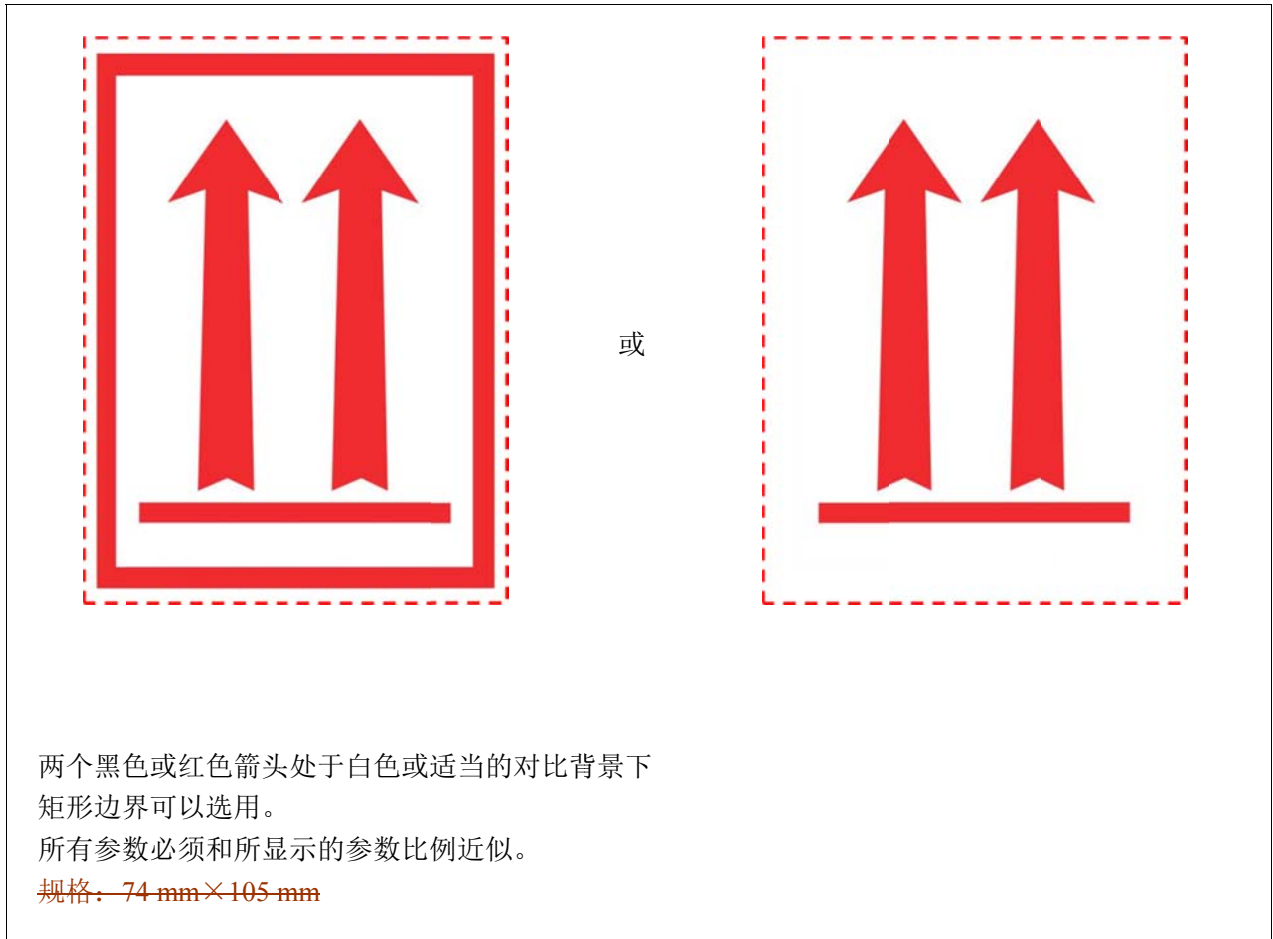 或
两个黑色或红色箭头处于白色或适当的对比背景下
矩形边界可以选用。
所有参数必须和所显示的参数比例近似。
规格：74 mm×105 mm